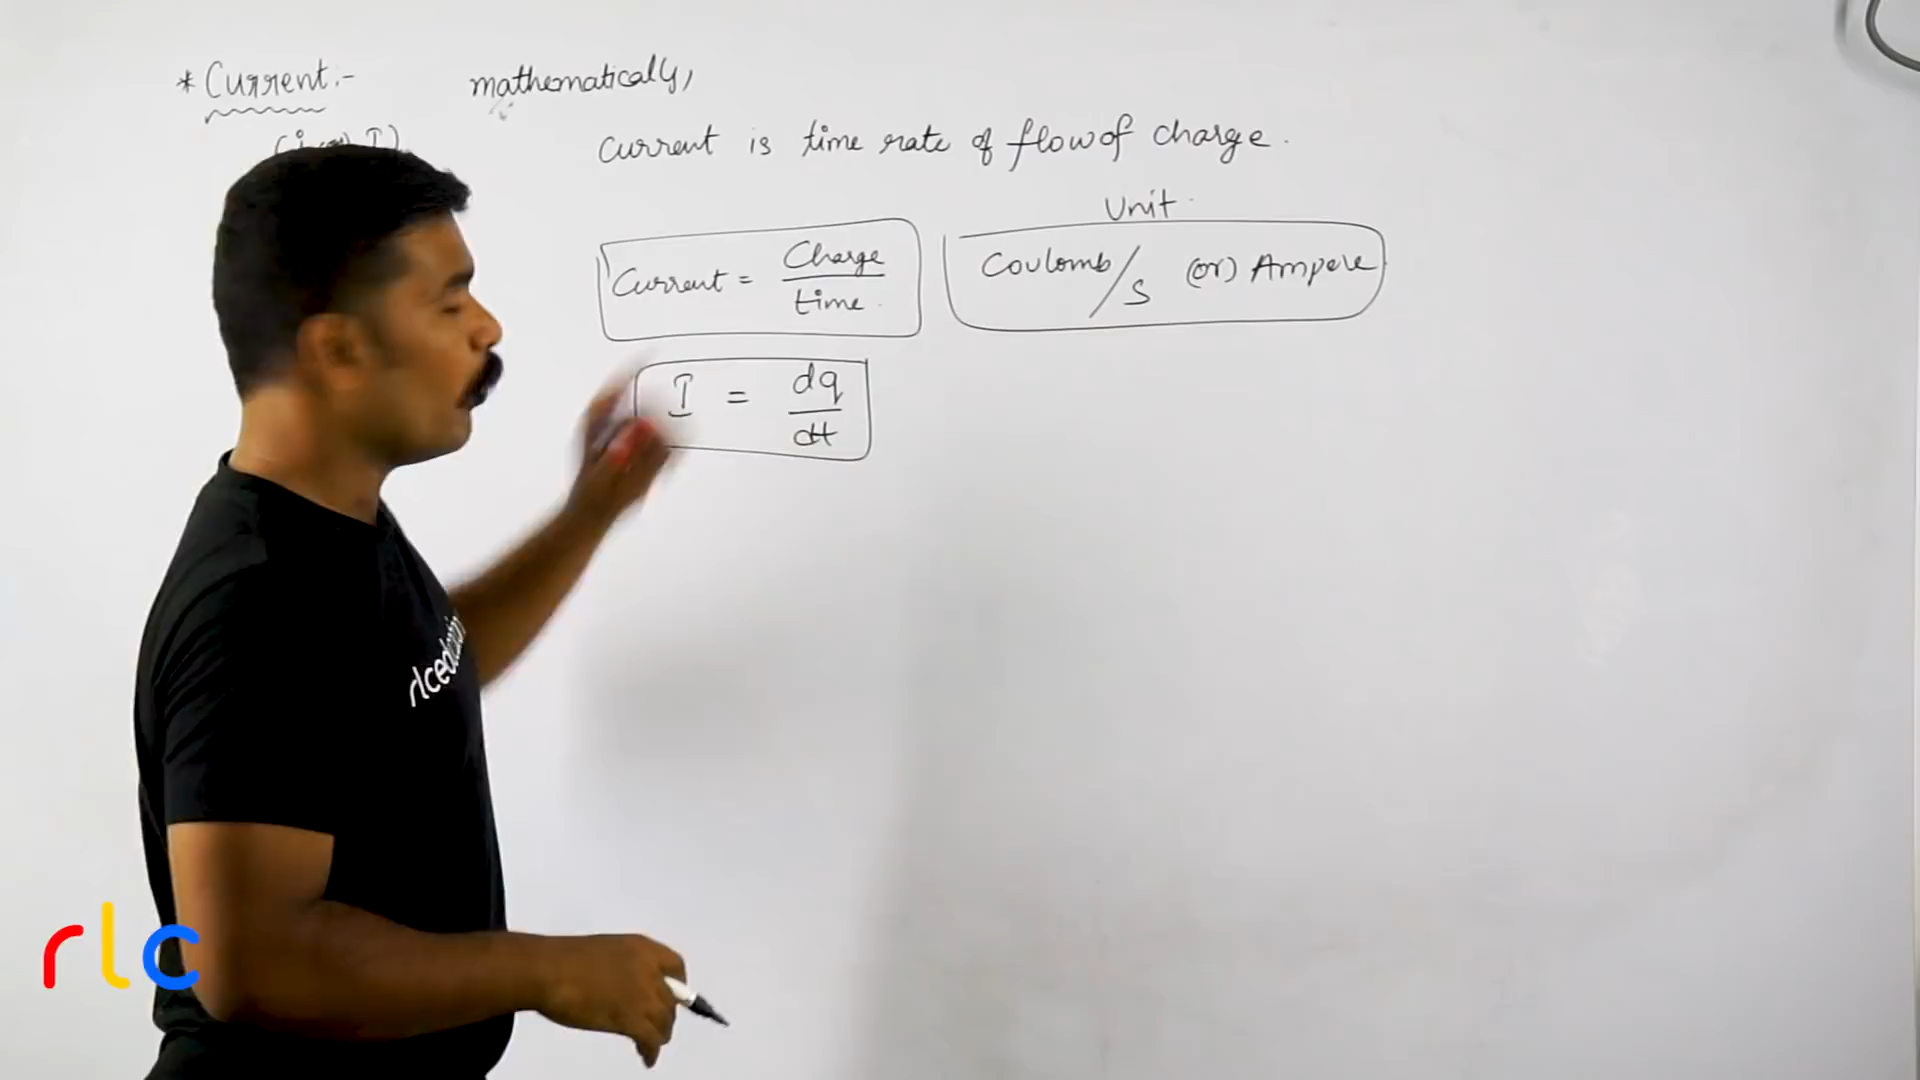 * Current:-
mathematically,
(i (or) I)
current is time rate of flow of charge.
Unit.
Current = Charge / time.
Coulomb/s (or) Ampere
I = dq / dt
rlc